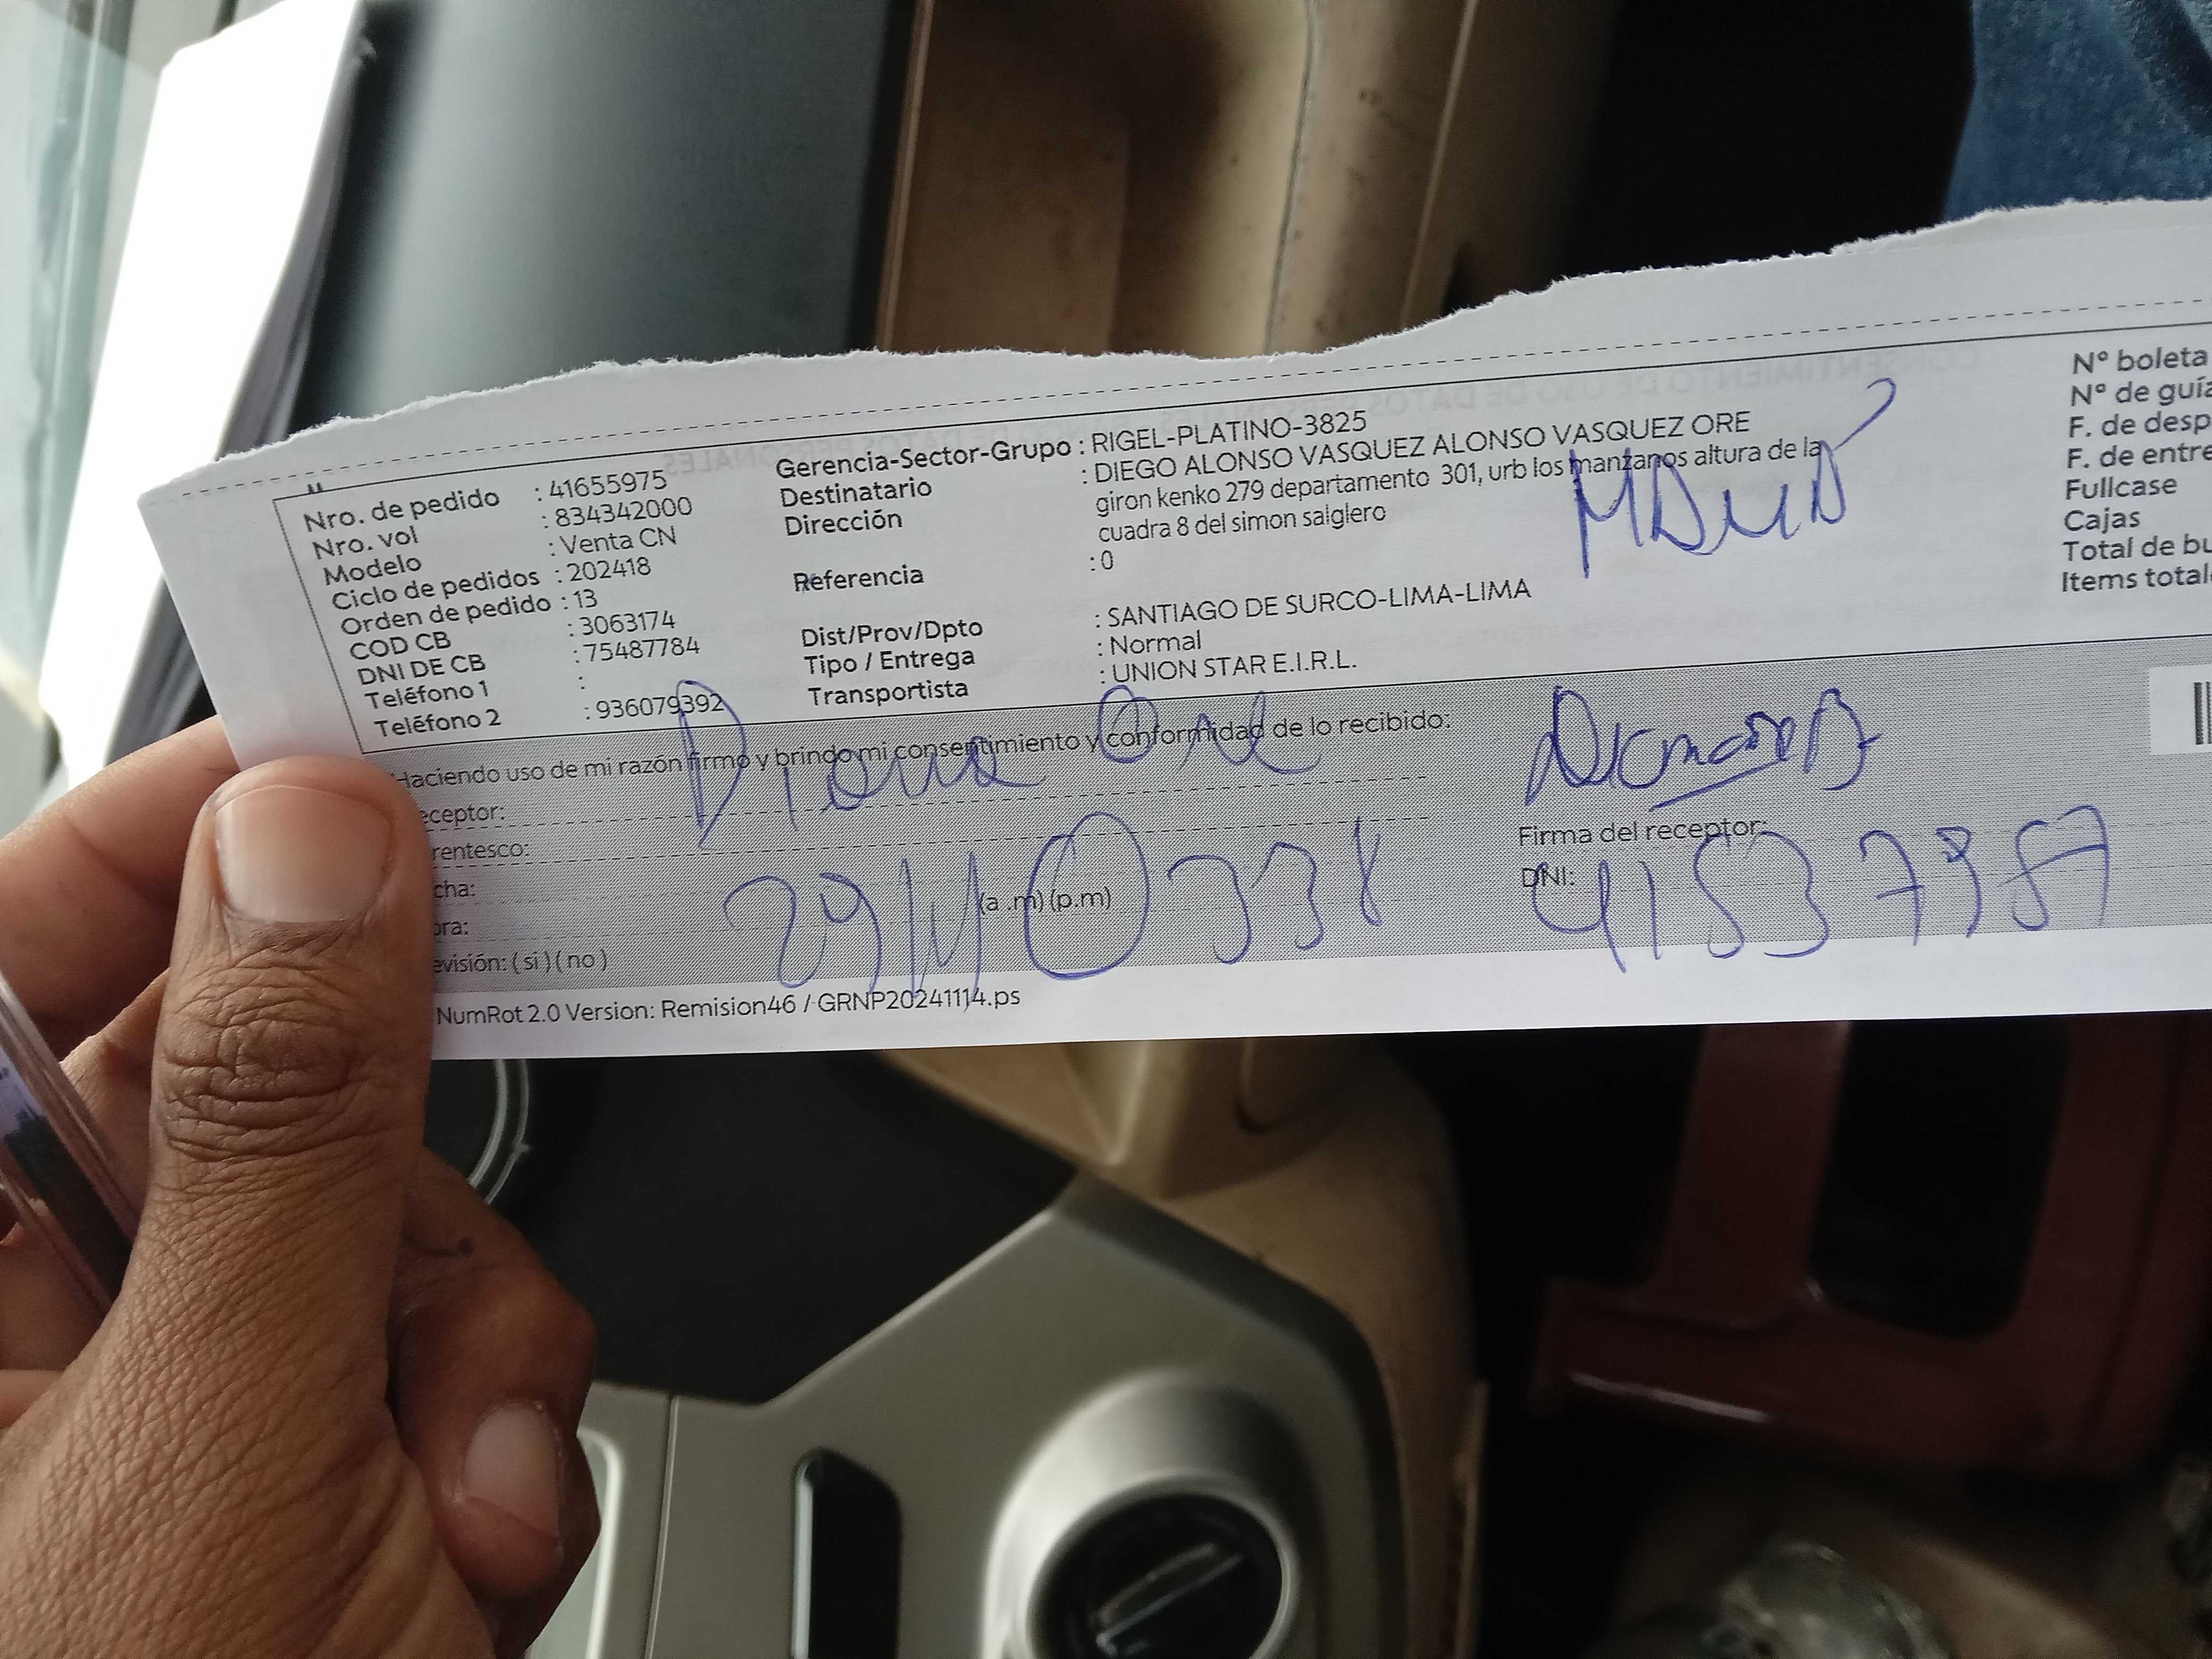 Nro. de pedido : 41655975
Nro. vol : 834342000
Modelo : Venta CN
Ciclo de pedidos : 202418
Orden de pedido : 13
COD CB : 3063174
DNI DE CB : 75487784
Teléfono 1 :
Teléfono 2 : 936079392
Gerencia-Sector-Grupo : RIGEL-PLATINO-3825
Destinatario : DIEGO ALONSO VASQUEZ ALONSO VASQUEZ ORE
Dirección giron kenko 279 departamento 301, urb los manzanos altura de la
cuadra 8 del simon salglero
Referencia : 0
Dist/Prov/Dpto : SANTIAGO DE SURCO-LIMA-LIMA
Tipo / Entrega : Normal
Transportista : UNION STAR E.I.R.L.
N° boleta
N° de guía
F. de desp
F. de entre
Fullcase
Cajas
Total de bu
Items total
Haciendo uso de mi razón firmo y brindo mi consentimiento y conformidad de lo recibido:
eceptor: Diana Ore
rentesco:
cha: 29/11
ora: (a .m) (p.m) 338
evisión: ( si ) ( no )
Firma del receptor:
DNI: 41537957
NumRot 2.0 Version: Remision46 / GRNP20241114.ps